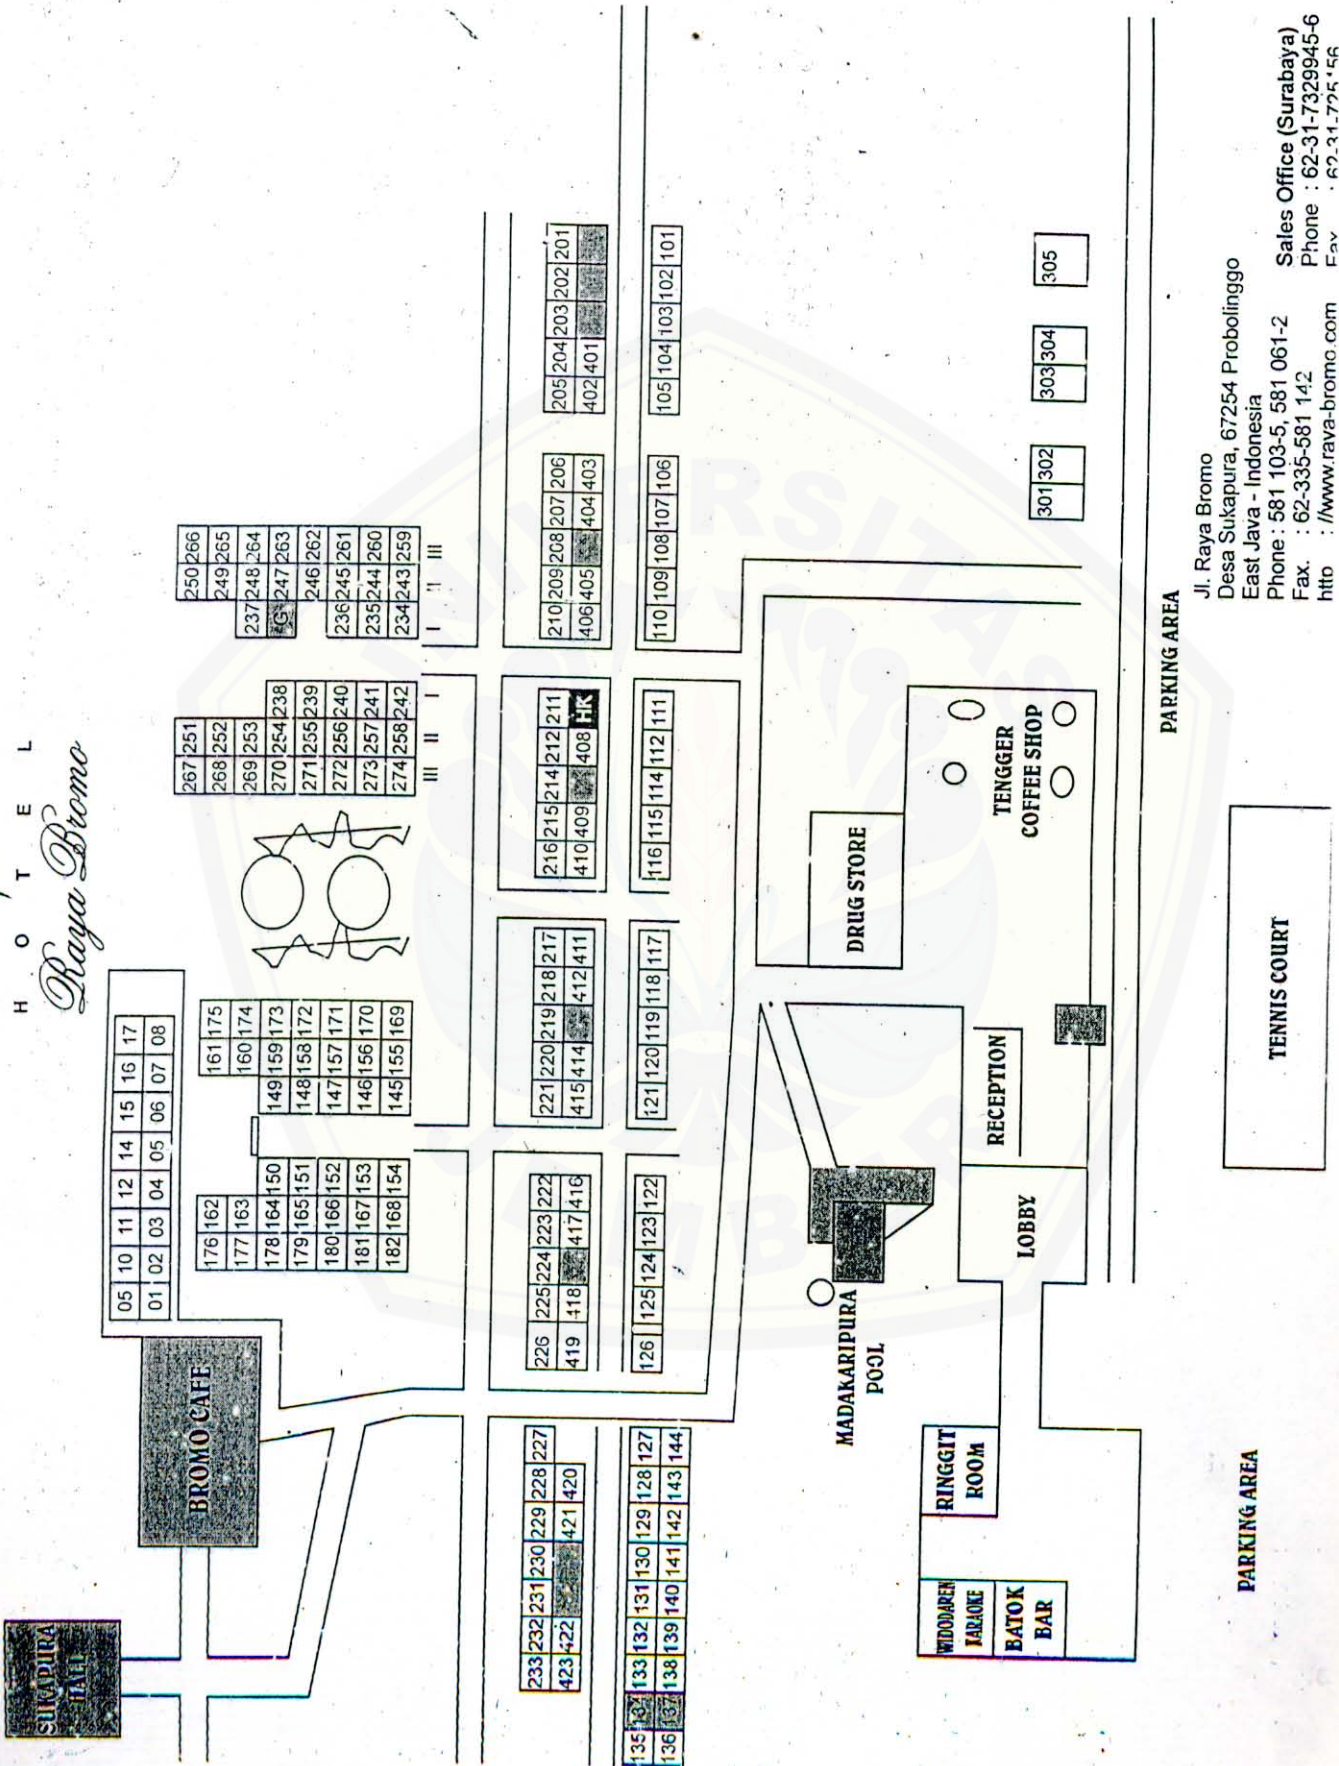 HOTEL
Raya Bromo
SUKAPURA
HALL
BROMO CAFE
05 10 11 12 14 15 16 17
01 02 03 04 05 06 07 08
176 162
177 163
178 164 150
179 165 151
180 166 152
181 167 153
182 168 154
161 175
160 174
149 159 173
148 158 172
147 157 171
146 156 170
145 155 169
267 251
268 252
269 253
270 254 238
271 255 239
272 256 240
273 257 241
274 258 242
III II I
250 266
249 265
237 248 264
G 247 263
246 262
236 245 261
235 244 260
234 243 259
I II III
233 232 231 230 229 228 227
423 422 421 420
226 225 224 223 222
419 418 417 416
221 220 219 218 217
415 414 412 411
216 215 214 212 211
410 409 408 HK
210 209 208 207 206
406 405 404 403
205 204 203 202 201
402 401
135 134 133 132 131 130 129 128 127
136 137 138 139 140 141 142 143 144
126 125 124 123 122
121 120 119 118 117
116 115 114 112 111
110 109 108 107 106
105 104 103 102 101
MADAKARIPURA
POOL
DRUG STORE
WIDODAREN
KARAOKE
BATOK
BAR
RINGGIT
ROOM
LOBBY
RECEPTION
TENGGER
COFFEE SHOP
301 302
303 304
305
PARKING AREA
PARKING AREA
TENNIS COURT
Jl. Raya Bromo
Desa Sukapura, 67254 Probolinggo
East Java - Indonesia
Phone : 581 103-5, 581 061-2
Fax. : 62-335-581 142
http : //www.raya-bromo.com
Sales Office (Surabaya)
Phone : 62-31-7329945-6
Fax
UNIVERSITAS JEMBER